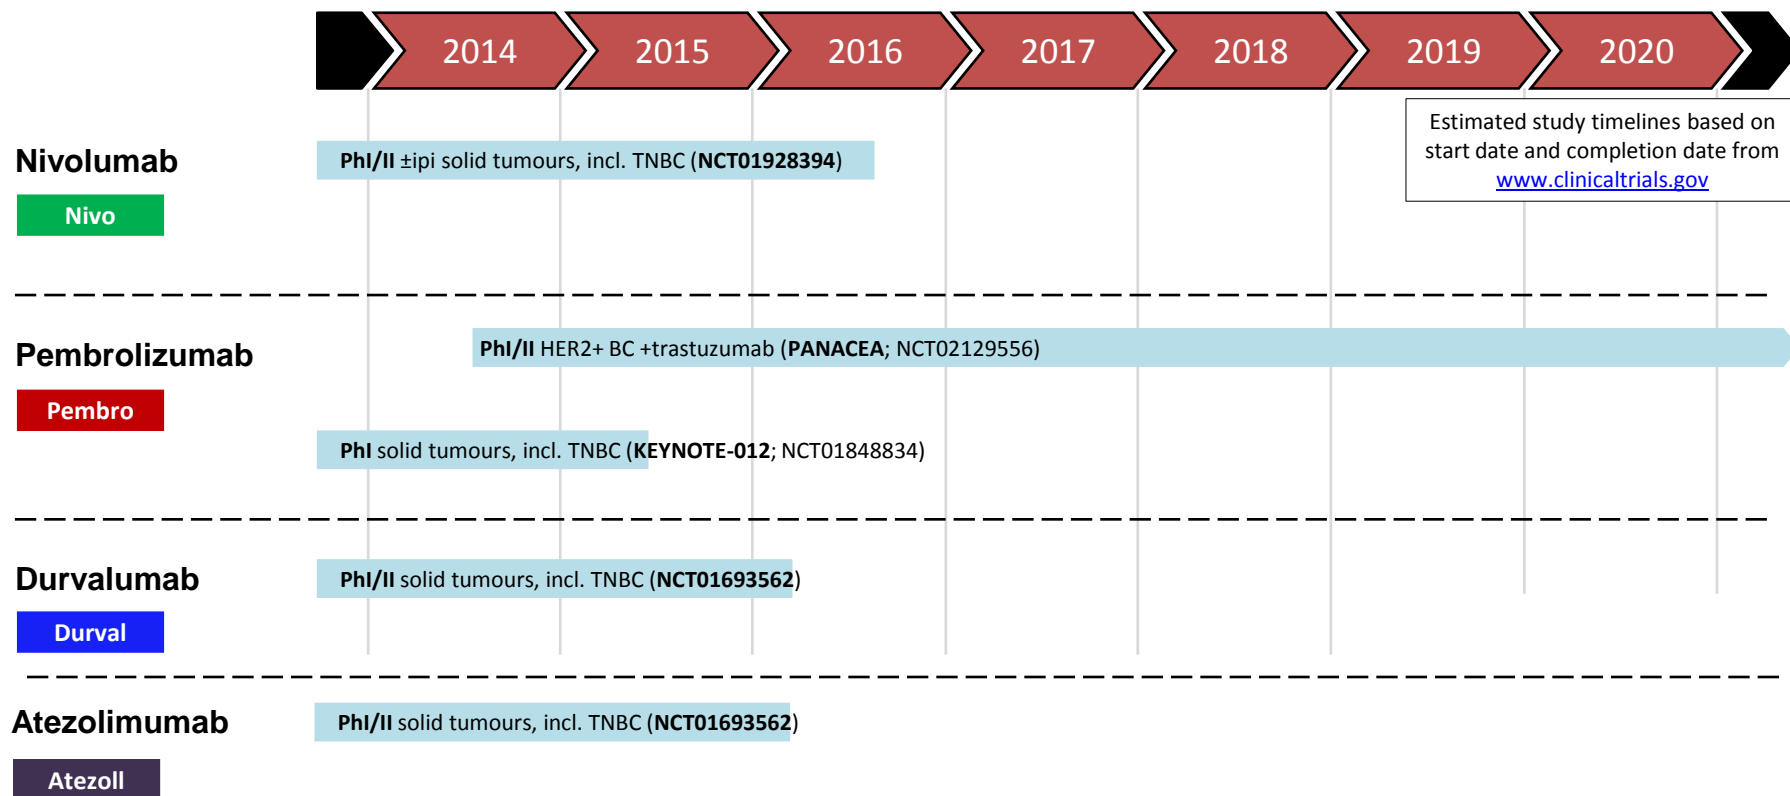 2014 2015 2016 2017 2018 2019 2020
Estimated study timelines based on
start date and completion date from
www.clinicaltrials.gov
Nivolumab
Nivo
PhI/II ±ipi solid tumours, incl. TNBC (NCT01928394)
Pembrolizumab
Pembro
PhI/II HER2+ BC +trastuzumab (PANACEA; NCT02129556)
PhI solid tumours, incl. TNBC (KEYNOTE-012; NCT01848834)
Durvalumab
Durval
PhI/II solid tumours, incl. TNBC (NCT01693562)
Atezolimumab
Atezoll
PhI/II solid tumours, incl. TNBC (NCT01693562)